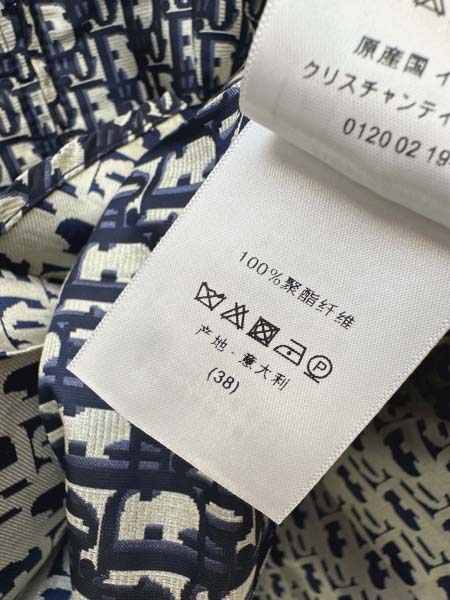 原産国 イ
クリスチャンディ
0120 02 19
100%聚酯纤维
产地-意大利
(38)